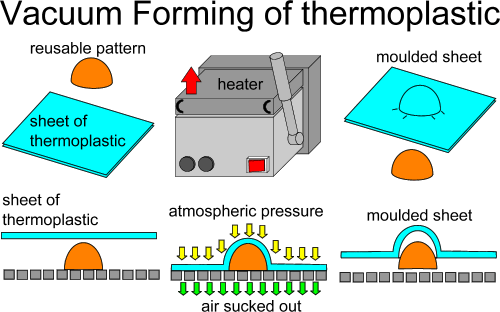 Vacuum Forming of thermoplastic
reusable pattern
sheet of
thermoplastic
heater
moulded sheet
sheet of
thermoplastic
atmospheric pressure
air sucked out
moulded sheet